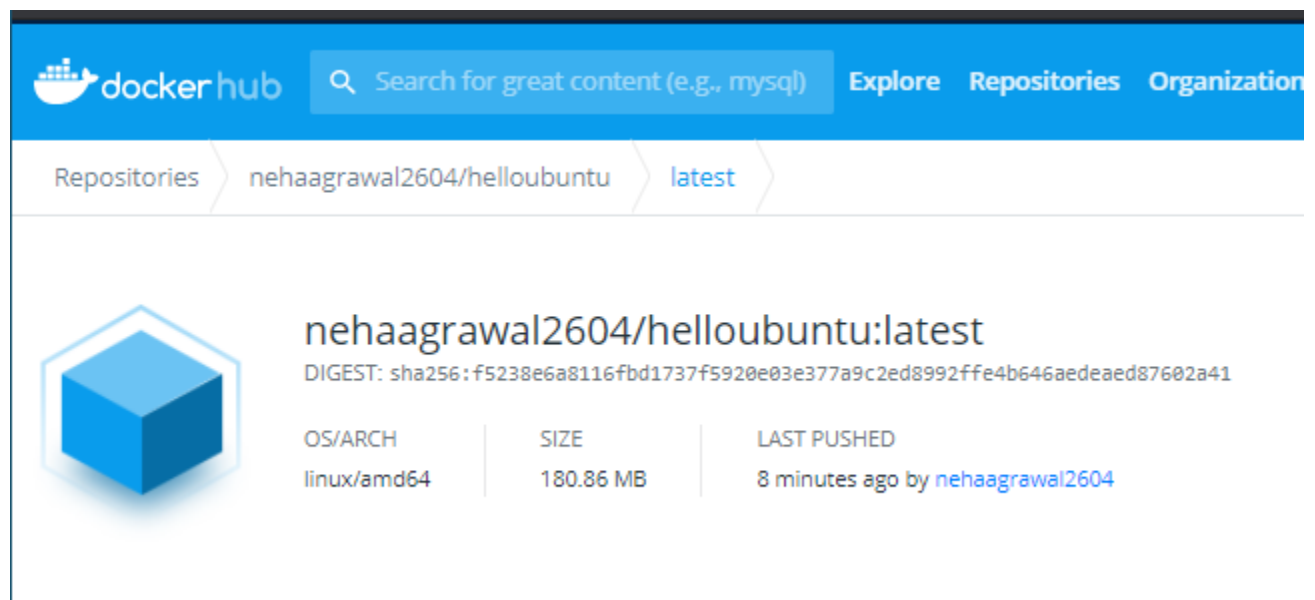 docker hub Search for great content (e.g., mysql) Explore Repositories Organization
Repositories nehaagrawal2604/helloubuntu latest
nehaagrawal2604/helloubuntu:latest
DIGEST: sha256:f5238e6a8116fbd1737f5920e03e377a9c2ed8992ffe4b646aedeaed87602a41
OS/ARCH SIZE LAST PUSHED
linux/amd64 180.86 MB 8 minutes ago by nehaagrawal2604